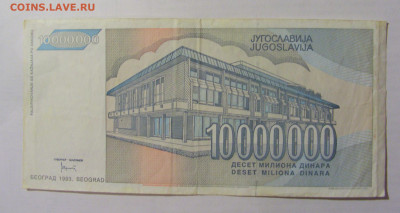 COINS.LAVE.RU
10000000
ЈУГОСЛАВИЈА
JUGOSLAVIJA
10000000
ДЕСЕТ МИЛИОНА ДИНАРА
DESET MILIONA DINARA
БЕОГРАД 1993. BEOGRAD